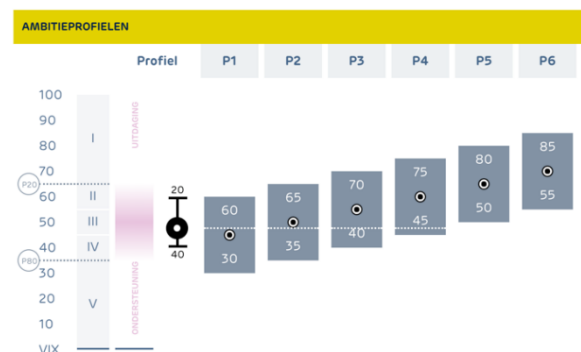 AMBITIEPROFIELEN
Profiel P1 P2 P3 P4 P5 P6
100
90
80
70
60
50
40
30
20
10
VIX
P20
P80
I
II
III
IV
V
UITDAGING
ONDERSTEUNING
20
40
60
30
65
35
70
40
75
45
80
50
85
55